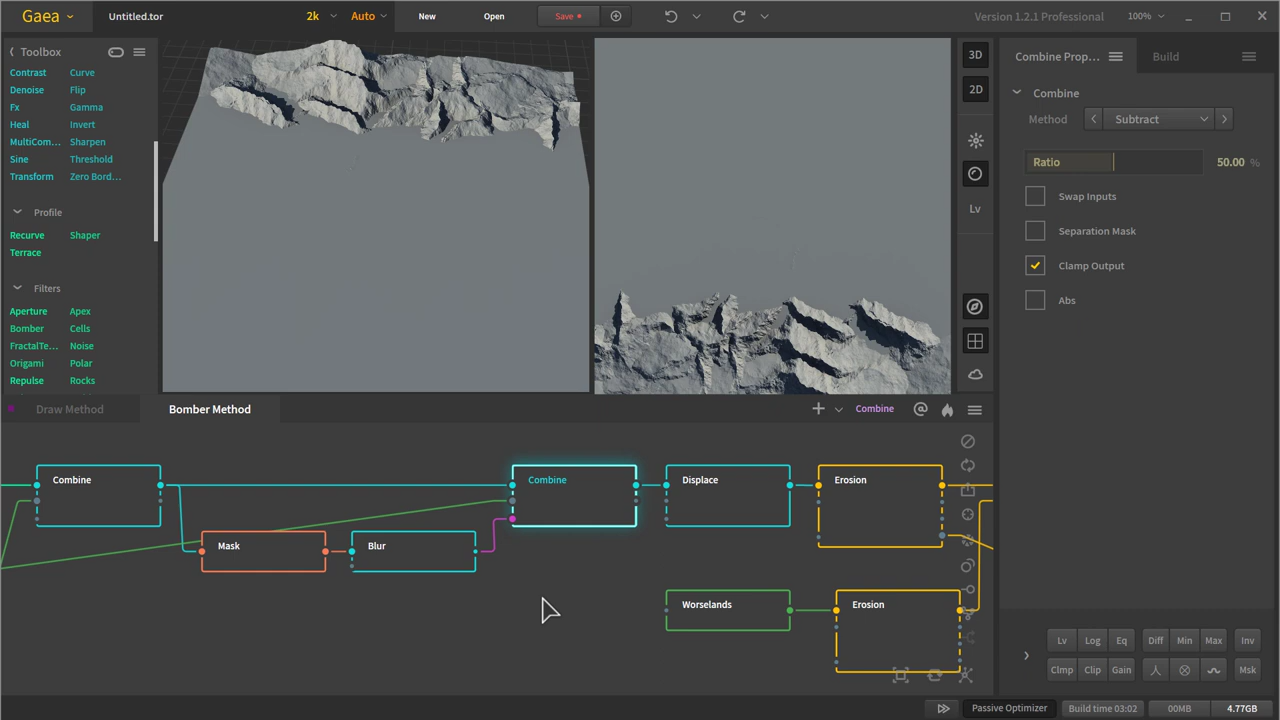 Gaea
Untitled.tor
2k
Auto
New
Open
Save
Version 1.2.1 Professional
100%
Toolbox
Contrast Curve
Denoise Flip
Fx Gamma
Heal Invert
MultiCom... Sharpen
Sine Threshold
Transform Zero Bord...
Profile
Recurve Shaper
Terrace
Filters
Aperture Apex
Bomber Cells
FractalTe... Noise
Origami Polar
Repulse Rocks
3D
2D
Lv
Combine Prop...
Build
Combine
Method Subtract
Ratio 50.00 %
Swap Inputs
Separation Mask
Clamp Output
Abs
Draw Method
Bomber Method
Combine
Combine
Combine
Displace
Erosion
Mask
Blur
Worselands
Erosion
Lv Log Eq Diff Min Max Inv
Clmp Clip Gain Msk
Passive Optimizer
Build time 03:02
00MB
4.77GB